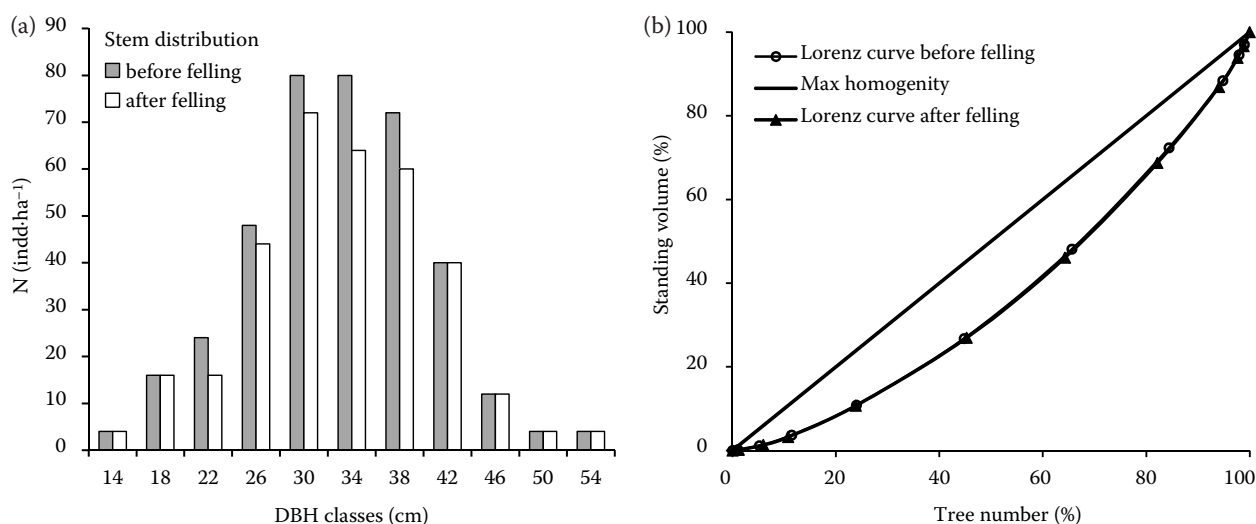 (a)
90
80
70
60
50
40
30
20
10
0
N (indd·ha⁻¹)
Stem distribution
before felling
after felling
14 18 22 26 30 34 38 42 46 50 54
DBH classes (cm)
(b)
100
80
60
40
20
0
Standing volume (%)
Lorenz curve before felling
Max homogenity
Lorenz curve after felling
0 20 40 60 80 100
Tree number (%)